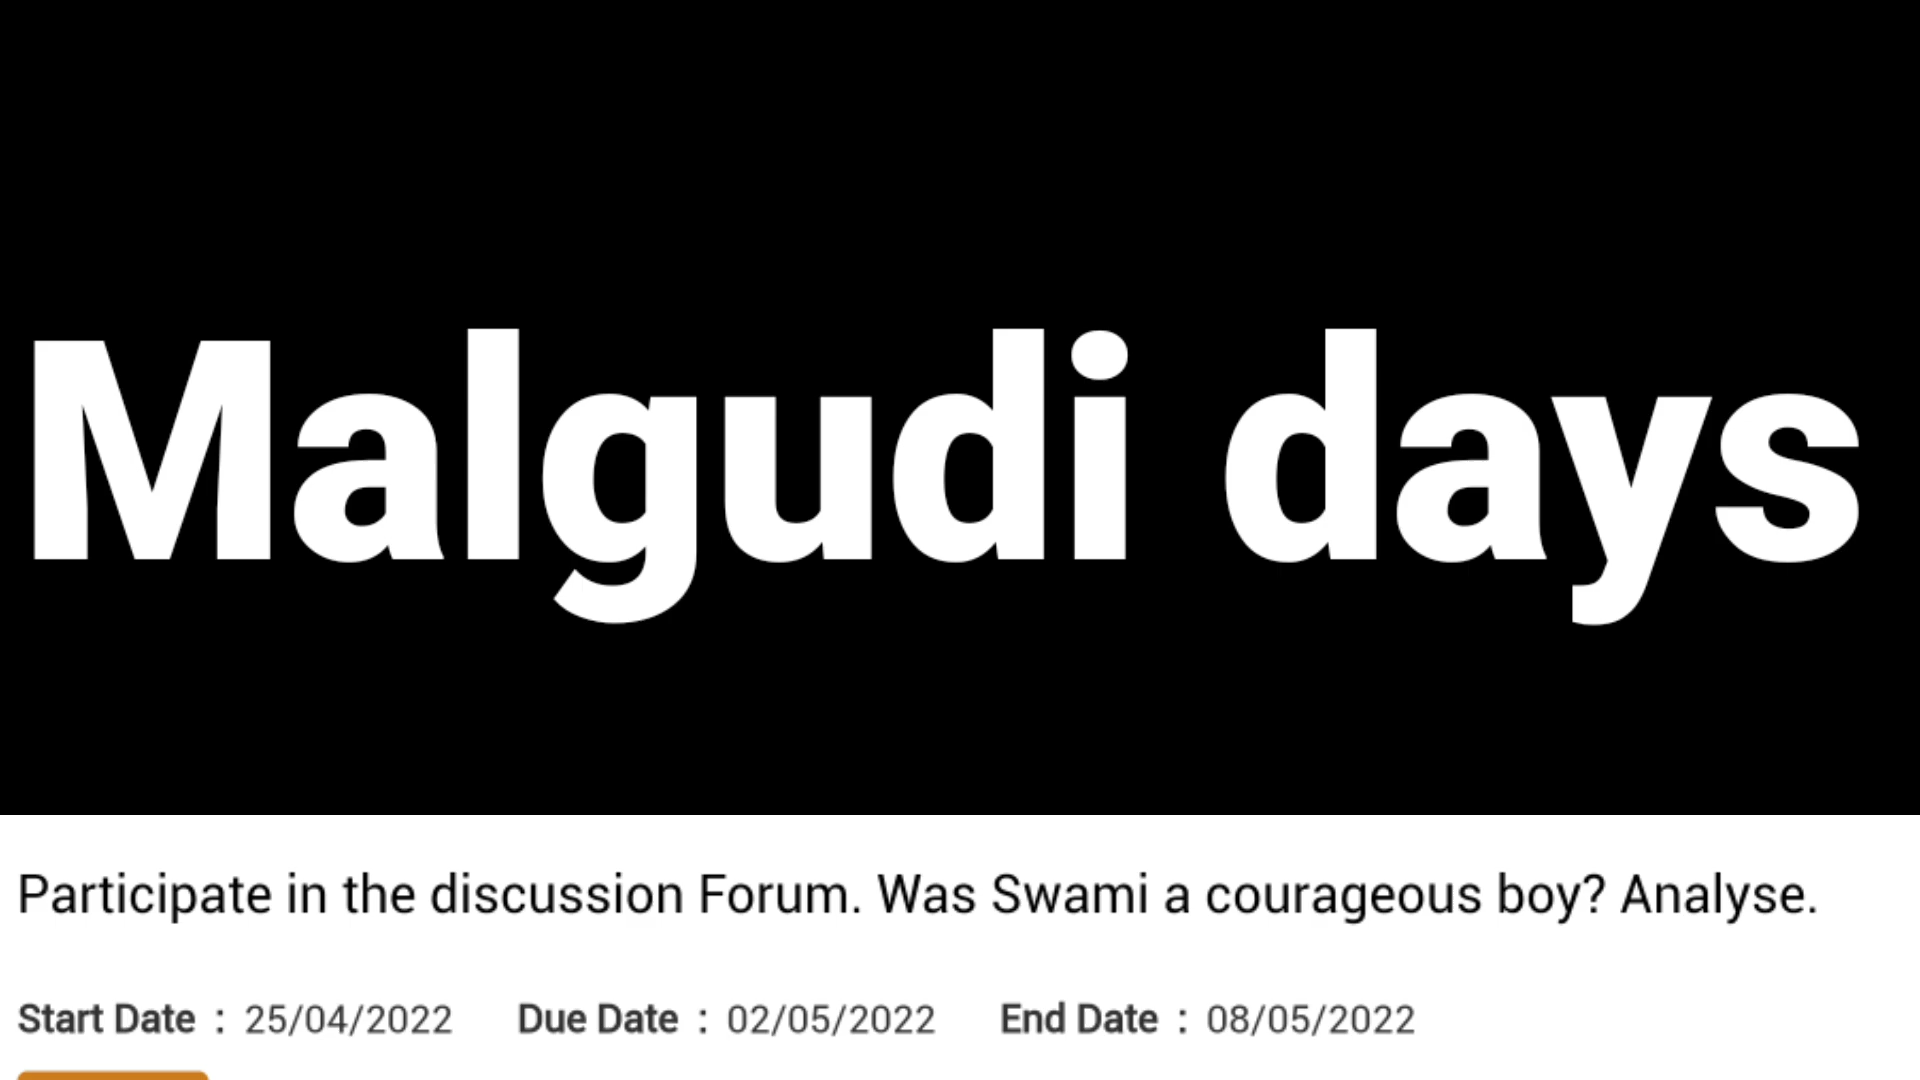 Malgudi days
Participate in the discussion Forum. Was Swami a courageous boy? Analyse.
Start Date : 25/04/2022 Due Date : 02/05/2022 End Date : 08/05/2022